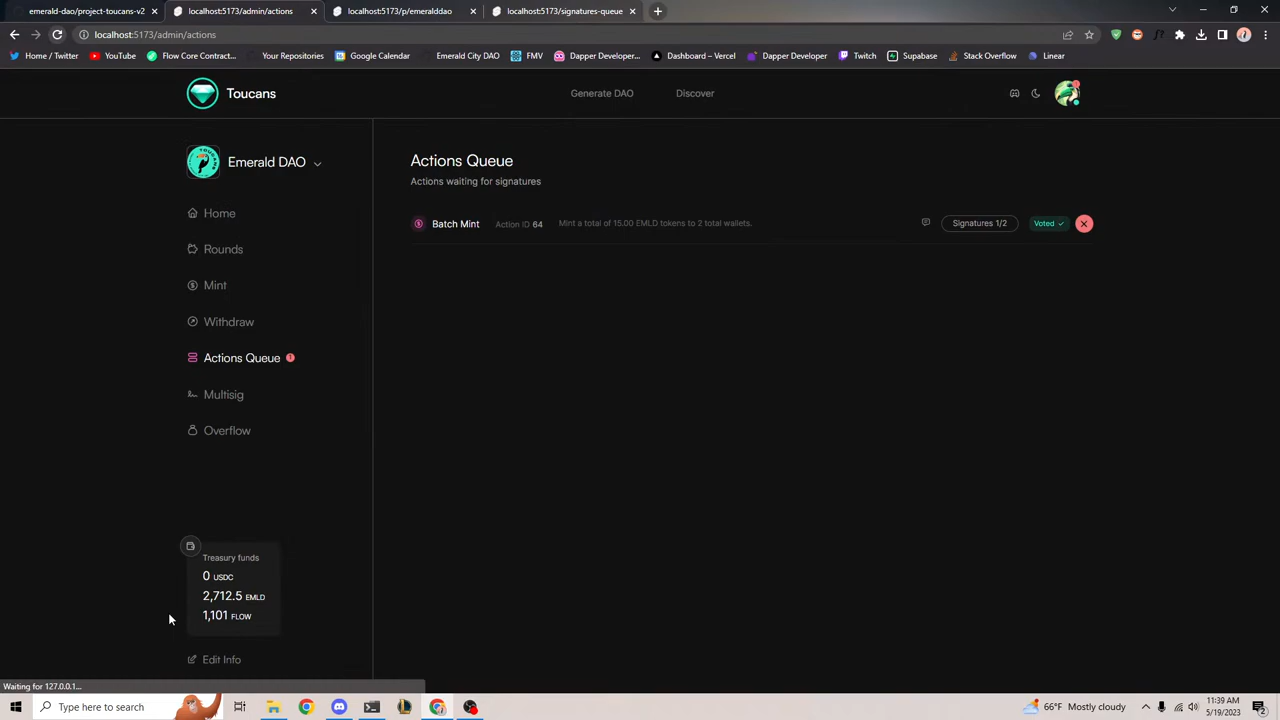 emerald-dao/project-toucans-v2
localhost:5173/admin/actions
localhost:5173/p/emeralddao
localhost:5173/signatures-queue
localhost:5173/admin/actions
Home / Twitter
YouTube
Flow Core Contract...
Your Repositories
Google Calendar
Emerald City DAO
FMV
Dapper Developer...
Dashboard – Vercel
Dapper Developer
Twitch
Supabase
Stack Overflow
Linear
Toucans
Generate DAO
Discover
Emerald DAO
Home
Rounds
Mint
Withdraw
Actions Queue 1
Multisig
Overflow
Treasury funds
0 USDC
2,712.5 EMLD
1,101 FLOW
Edit Info
Actions Queue
Actions waiting for signatures
Batch Mint Action ID 64 Mint a total of 15.00 EMLD tokens to 2 total wallets. Signatures 1/2 Voted
Waiting for 127.0.0.1...
Type here to search
66°F Mostly cloudy
11:39 AM
5/19/2023
2